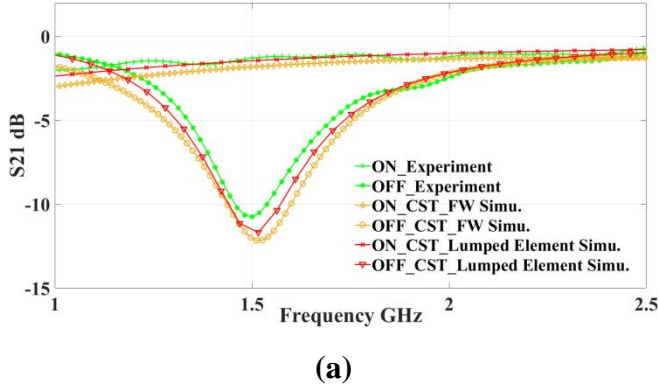 0
-5
-10
-15
S21 dB
ON_Experiment
OFF_Experiment
ON_CST_FW Simu.
OFF_CST_FW Simu.
ON_CST_Lumped Element Simu.
OFF_CST_Lumped Element Simu.
1 1.5 2 2.5
Frequency GHz
(a)